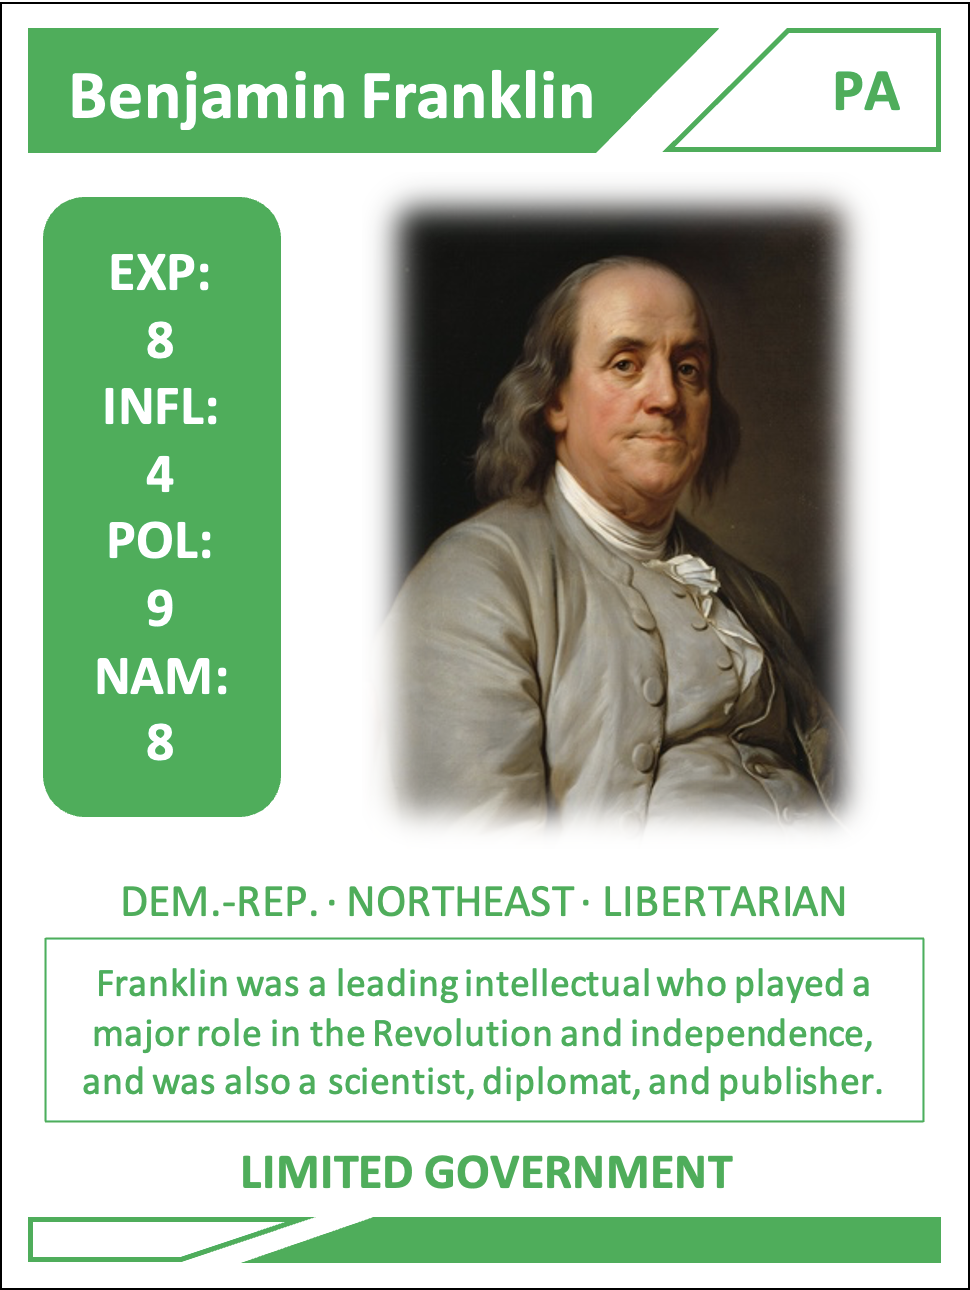 Benjamin Franklin
PA
EXP:
8
INFL:
4
POL:
9
NAM:
8
DEM.-REP. · NORTHEAST · LIBERTARIAN
Franklin was a leading intellectual who played a
major role in the Revolution and independence,
and was also a scientist, diplomat, and publisher.
LIMITED GOVERNMENT